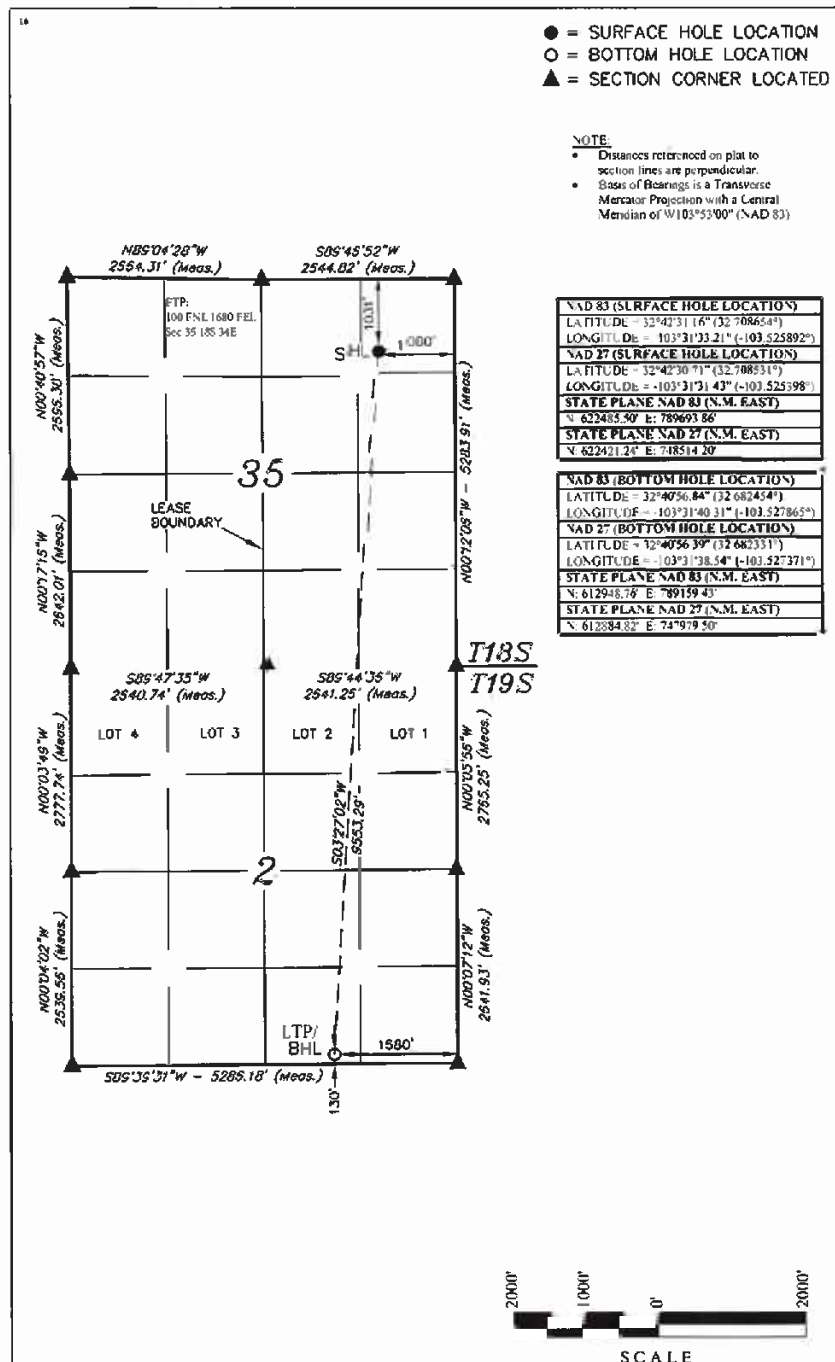 16
● = SURFACE HOLE LOCATION
○ = BOTTOM HOLE LOCATION
▲ = SECTION CORNER LOCATED
NOTE:
• Distances referenced on plat to
section lines are perpendicular.
• Basis of Bearings is a Transverse
Mercator Projection with a Central
Meridian of W103°53'00" (NAD 83)
N89°04'28"W
2554.31' (Meas.)
S89°45'52"W
2544.82' (Meas.)
FTP:
100 FNL 1680 FEL
Sec 35 18S 34E
1031'
SHL
1,000'
N00°40'57"W
2595.30' (Meas.)
35
LEASE
BOUNDARY
N00°12'05"W - 5283.91' (Meas.)
N00°17'15"W
2642.01' (Meas.)
NAD 83 (SURFACE HOLE LOCATION)
LATITUDE = 32°42'31.16" (32.708654°)
LONGITUDE = -103°31'33.21" (-103.525892°)
NAD 27 (SURFACE HOLE LOCATION)
LATITUDE = 32°42'30.71" (32.708531°)
LONGITUDE = -103°31'31.43" (-103.525398°)
STATE PLANE NAD 83 (N.M. EAST)
N: 622485.50' E: 789693.86'
STATE PLANE NAD 27 (N.M. EAST)
N: 622421.24' E: 748514.20'
NAD 83 (BOTTOM HOLE LOCATION)
LATITUDE = 32°40'56.84" (32.682454°)
LONGITUDE = -103°31'40.31" (-103.527865°)
NAD 27 (BOTTOM HOLE LOCATION)
LATITUDE = 32°40'56.39" (32.682331°)
LONGITUDE = -103°31'38.54" (-103.527371°)
STATE PLANE NAD 83 (N.M. EAST)
N: 612948.76' E: 789159.43'
STATE PLANE NAD 27 (N.M. EAST)
N: 612884.82' E: 747979.50'
T18S
T19S
S89°47'35"W
2640.74' (Meas.)
S89°44'35"W
2641.25' (Meas.)
LOT 4
LOT 3
LOT 2
LOT 1
N00°03'49"W
2777.74' (Meas.)
N00°05'56"W
2765.25' (Meas.)
S03°27'02"W
9553.29'
2
N00°04'02"W
2539.56' (Meas.)
N00°07'12"W
2641.93' (Meas.)
LTP/
BHL
1580'
S89°39'31"W - 5285.18' (Meas.)
130'
2000'
1000'
0'
2000'
SCALE